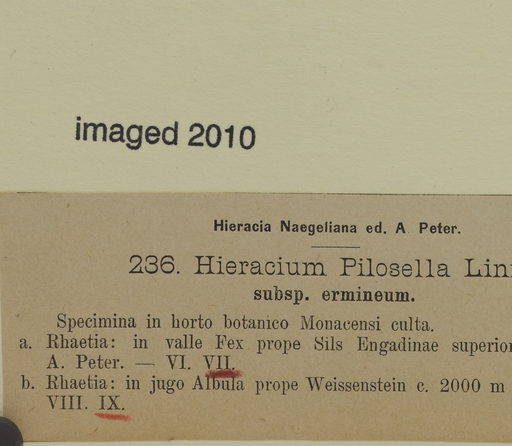 imaged 2010
Hieracia Naegeliana ed. A. Peter.
236. Hieracium Pilosella Lin
subsp. ermineum.
Specimina in horto botanico Monacensi culta.
a. Rhaetia: in valle Fex prope Sils Engadinae superior
A. Peter. — VI. VII.
b. Rhaetia: in jugo Albula prope Weissenstein c. 2000 m
VIII. IX.